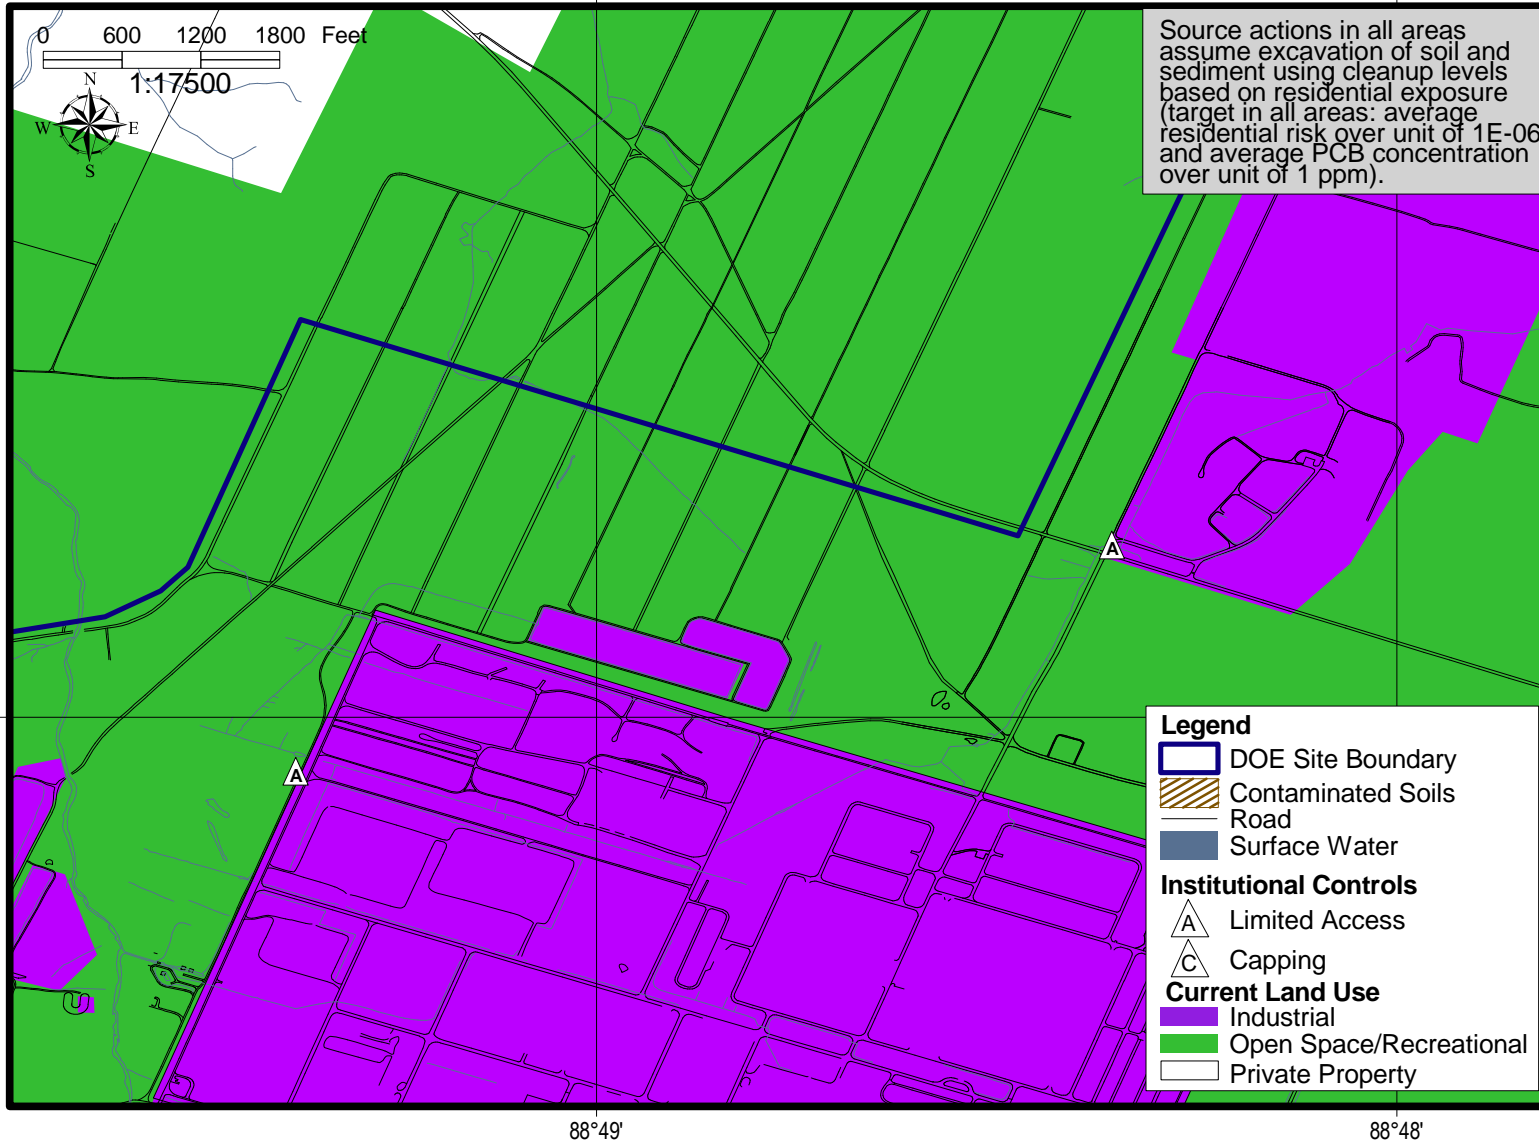 0 600 1200 1800 Feet
1:17500
N
W E
S
Source actions in all areas
assume excavation of soil and
sediment using cleanup levels
based on residential exposure
(target in all areas: average
residential risk over unit of 1E-06
and average PCB concentration
over unit of 1 ppm).
A
A
Legend
DOE Site Boundary
Contaminated Soils
Road
Surface Water
Institutional Controls
A Limited Access
C Capping
Current Land Use
Industrial
Open Space/Recreational
Private Property
88°49' 88°48'